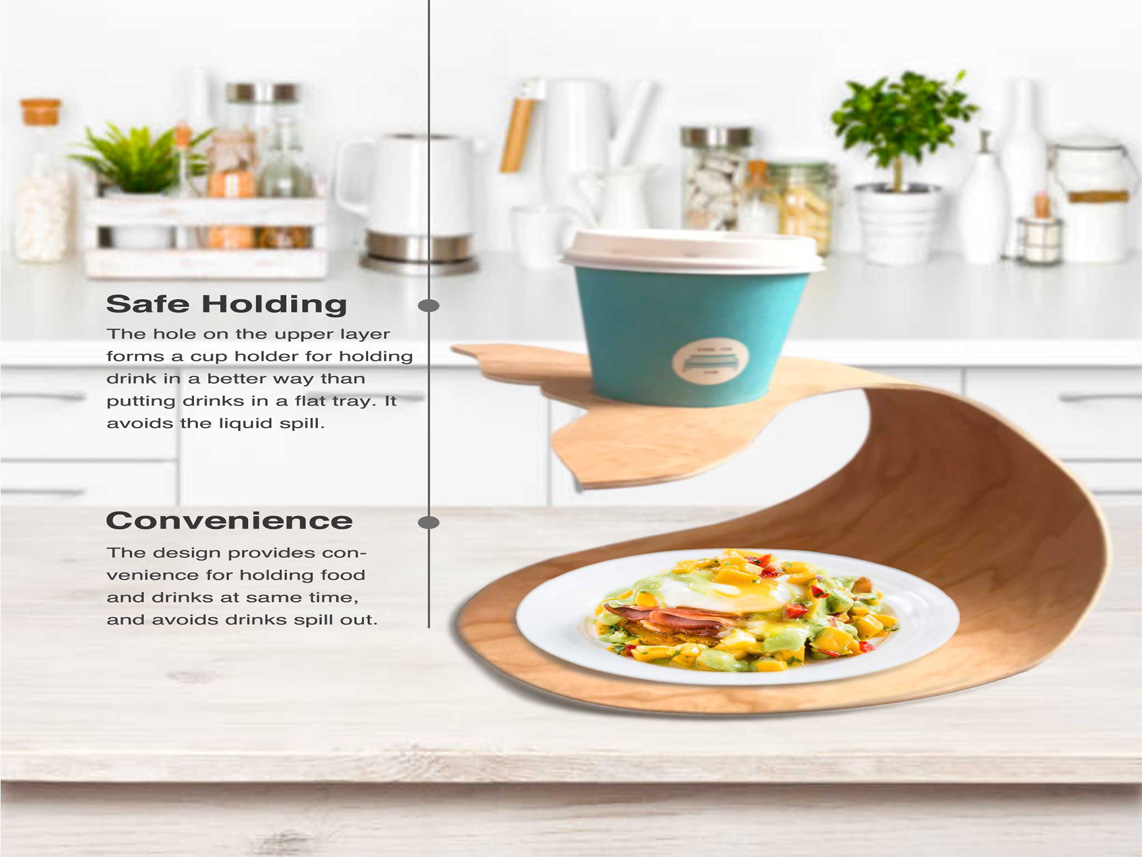 Safe Holding
The hole on the upper layer
forms a cup holder for holding
drink in a better way than
putting drinks in a flat tray. It
avoids the liquid spill.
Convenience
The design provides con-
venience for holding food
and drinks at same time,
and avoids drinks spill out.